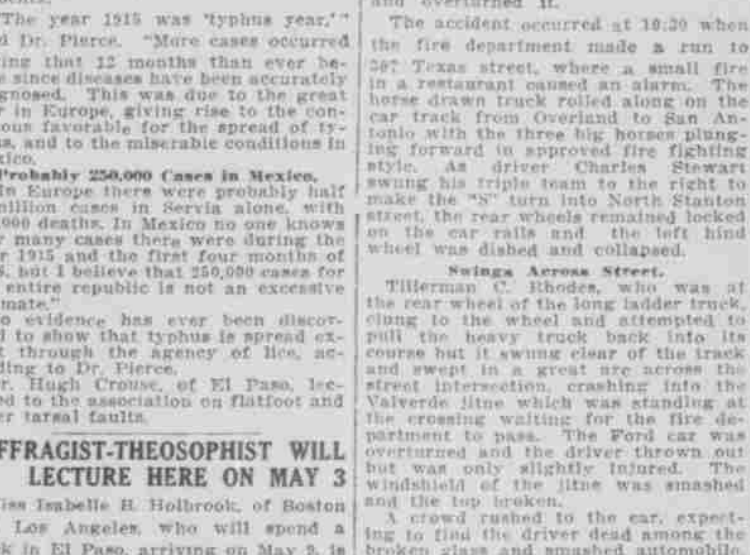 "The year 1915 was 'typhus year,'"
d Dr. Pierce. "More cases occurred
ing that 12 months than ever be-
e since diseases have been accurately
gnosed. This was due to the great
r in Europe, giving rise to the con-
ous favorable for the spread of ty-
s, and to the miserable conditions in
xico.
Probably 250,000 Cases in Mexico.
In Europe there were probably half
million cases in Servia alone, with
000 deaths. In Mexico no one knows
r many cases there were during the
r 1915 and the first four months of
6, but I believe that 250,000 cases for
entire republic is not an excessive
mate."
o evidence has ever been discov-
d to show that typhus is spread ex-
t through the agency of lice, ac-
ding to Dr. Pierce.
r. Hugh Crouse, of El Paso, lec-
ed to the association on flatfoot and
er tarsal faults.
FFRAGIST-THEOSOPHIST WILL
LECTURE HERE ON MAY 3
iss Isabelle B. Holbrook, of Boston
Los Angeles, who will spend a
k in El Paso, arriving on May 2, is
and overturned it.
The accident occurred at 10:20 when
the fire department made a run to
307 Texas street, where a small fire
in a restaurant caused an alarm. The
horse drawn truck rolled along on the
car track from Overland to San An-
tonio with the three big horses plung-
ing forward in approved fire fighting
style. As driver Charles Stewart
swung his triple team to the right to
make the "S" turn into North Stanton
street, the rear wheels remained locked
on the car rails and the left hind
wheel was dished and collapsed.
Swings Across Street.
Tillerman C. Rhodes, who was at
the rear wheel of the long ladder truck,
clung to the wheel and attempted to
pull the heavy truck back into its
course but it swung clear of the track
and swept in a great arc across the
street intersection, crashing into the
Valverde jitne which was standing at
the crossing waiting for the fire de-
partment to pass. The Ford car was
overturned and the driver thrown out
but was only slightly injured. The
windshield of the jitne was smashed
and the top broken.
A crowd rushed to the car, expect-
ing to find the driver dead among the
broken glass and smashed automobile